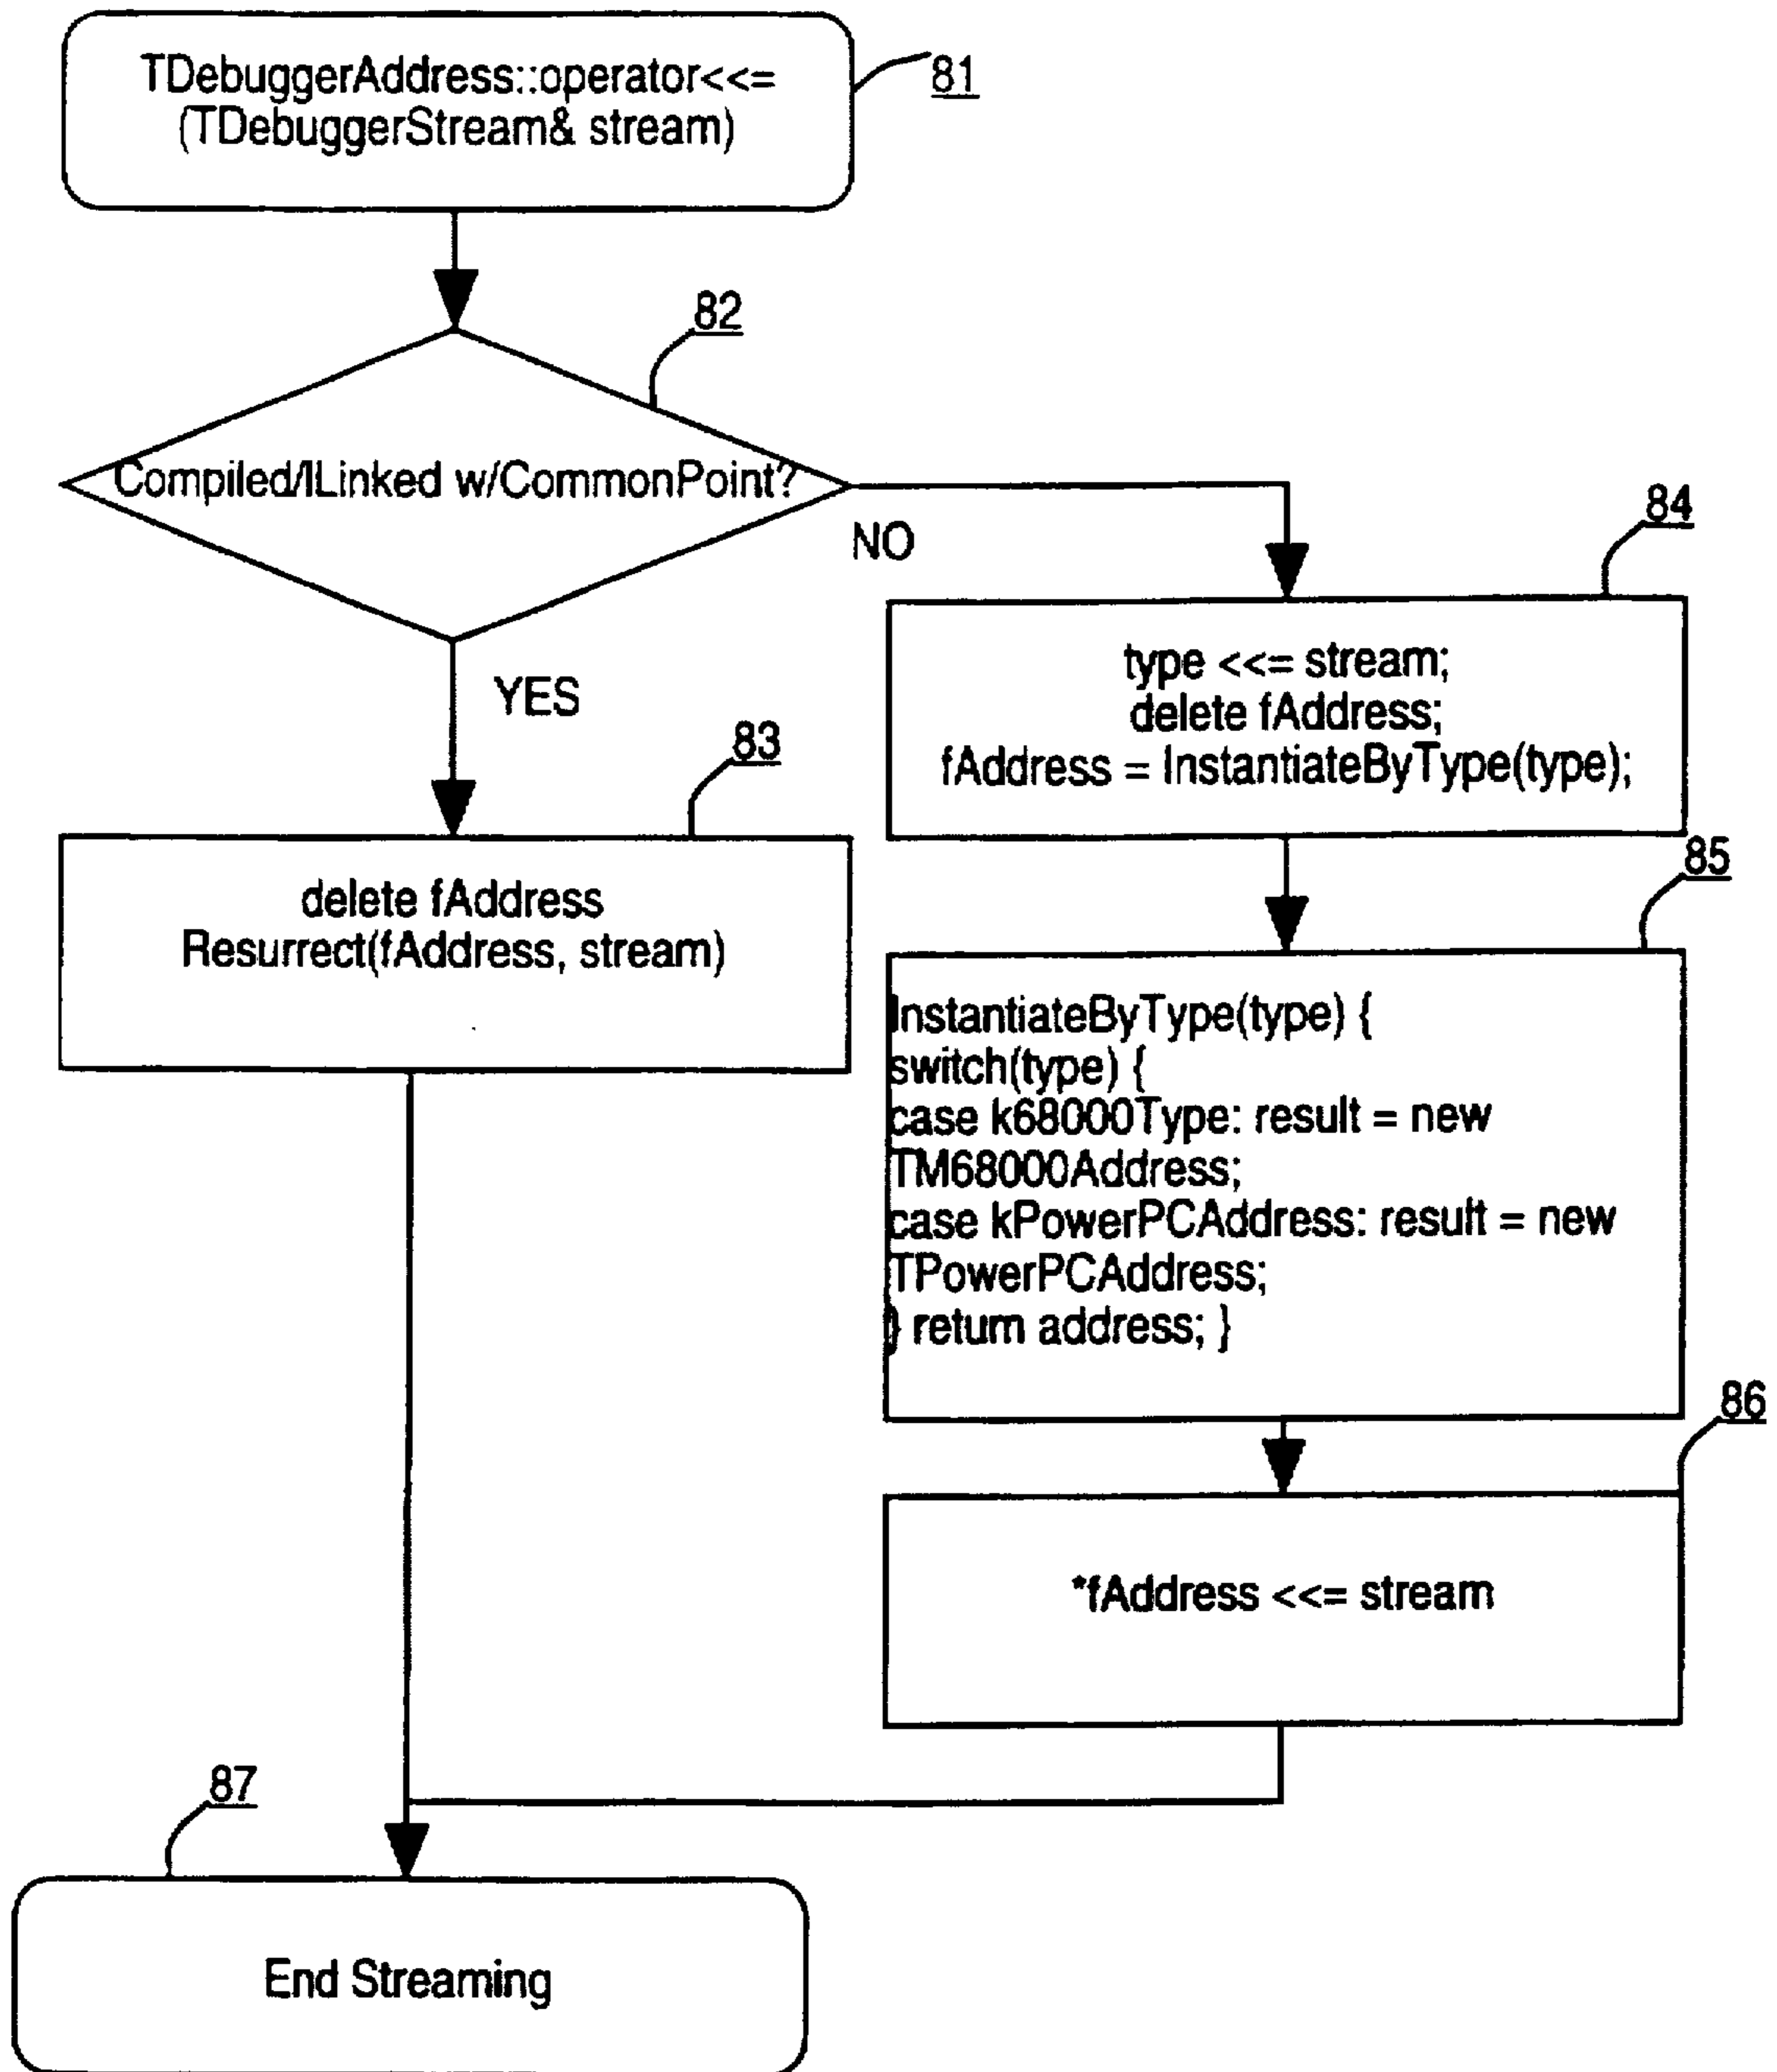 TDebuggerAddress::operator<<=
(TDebuggerStream& stream)
81
82
Compiled/lLinked w/CommonPoint?
NO
84
YES
type <<= stream;
delete fAddress;
fAddress = InstantiateByType(type);
83
delete fAddress
Resurrect(fAddress, stream)
85
InstantiateByType(type) {
switch(type) {
case k68000Type: result = new
TM68000Address;
case kPowerPCAddress: result = new
TPowerPCAddress;
} return address; }
86
*fAddress <<= stream
87
End Streaming